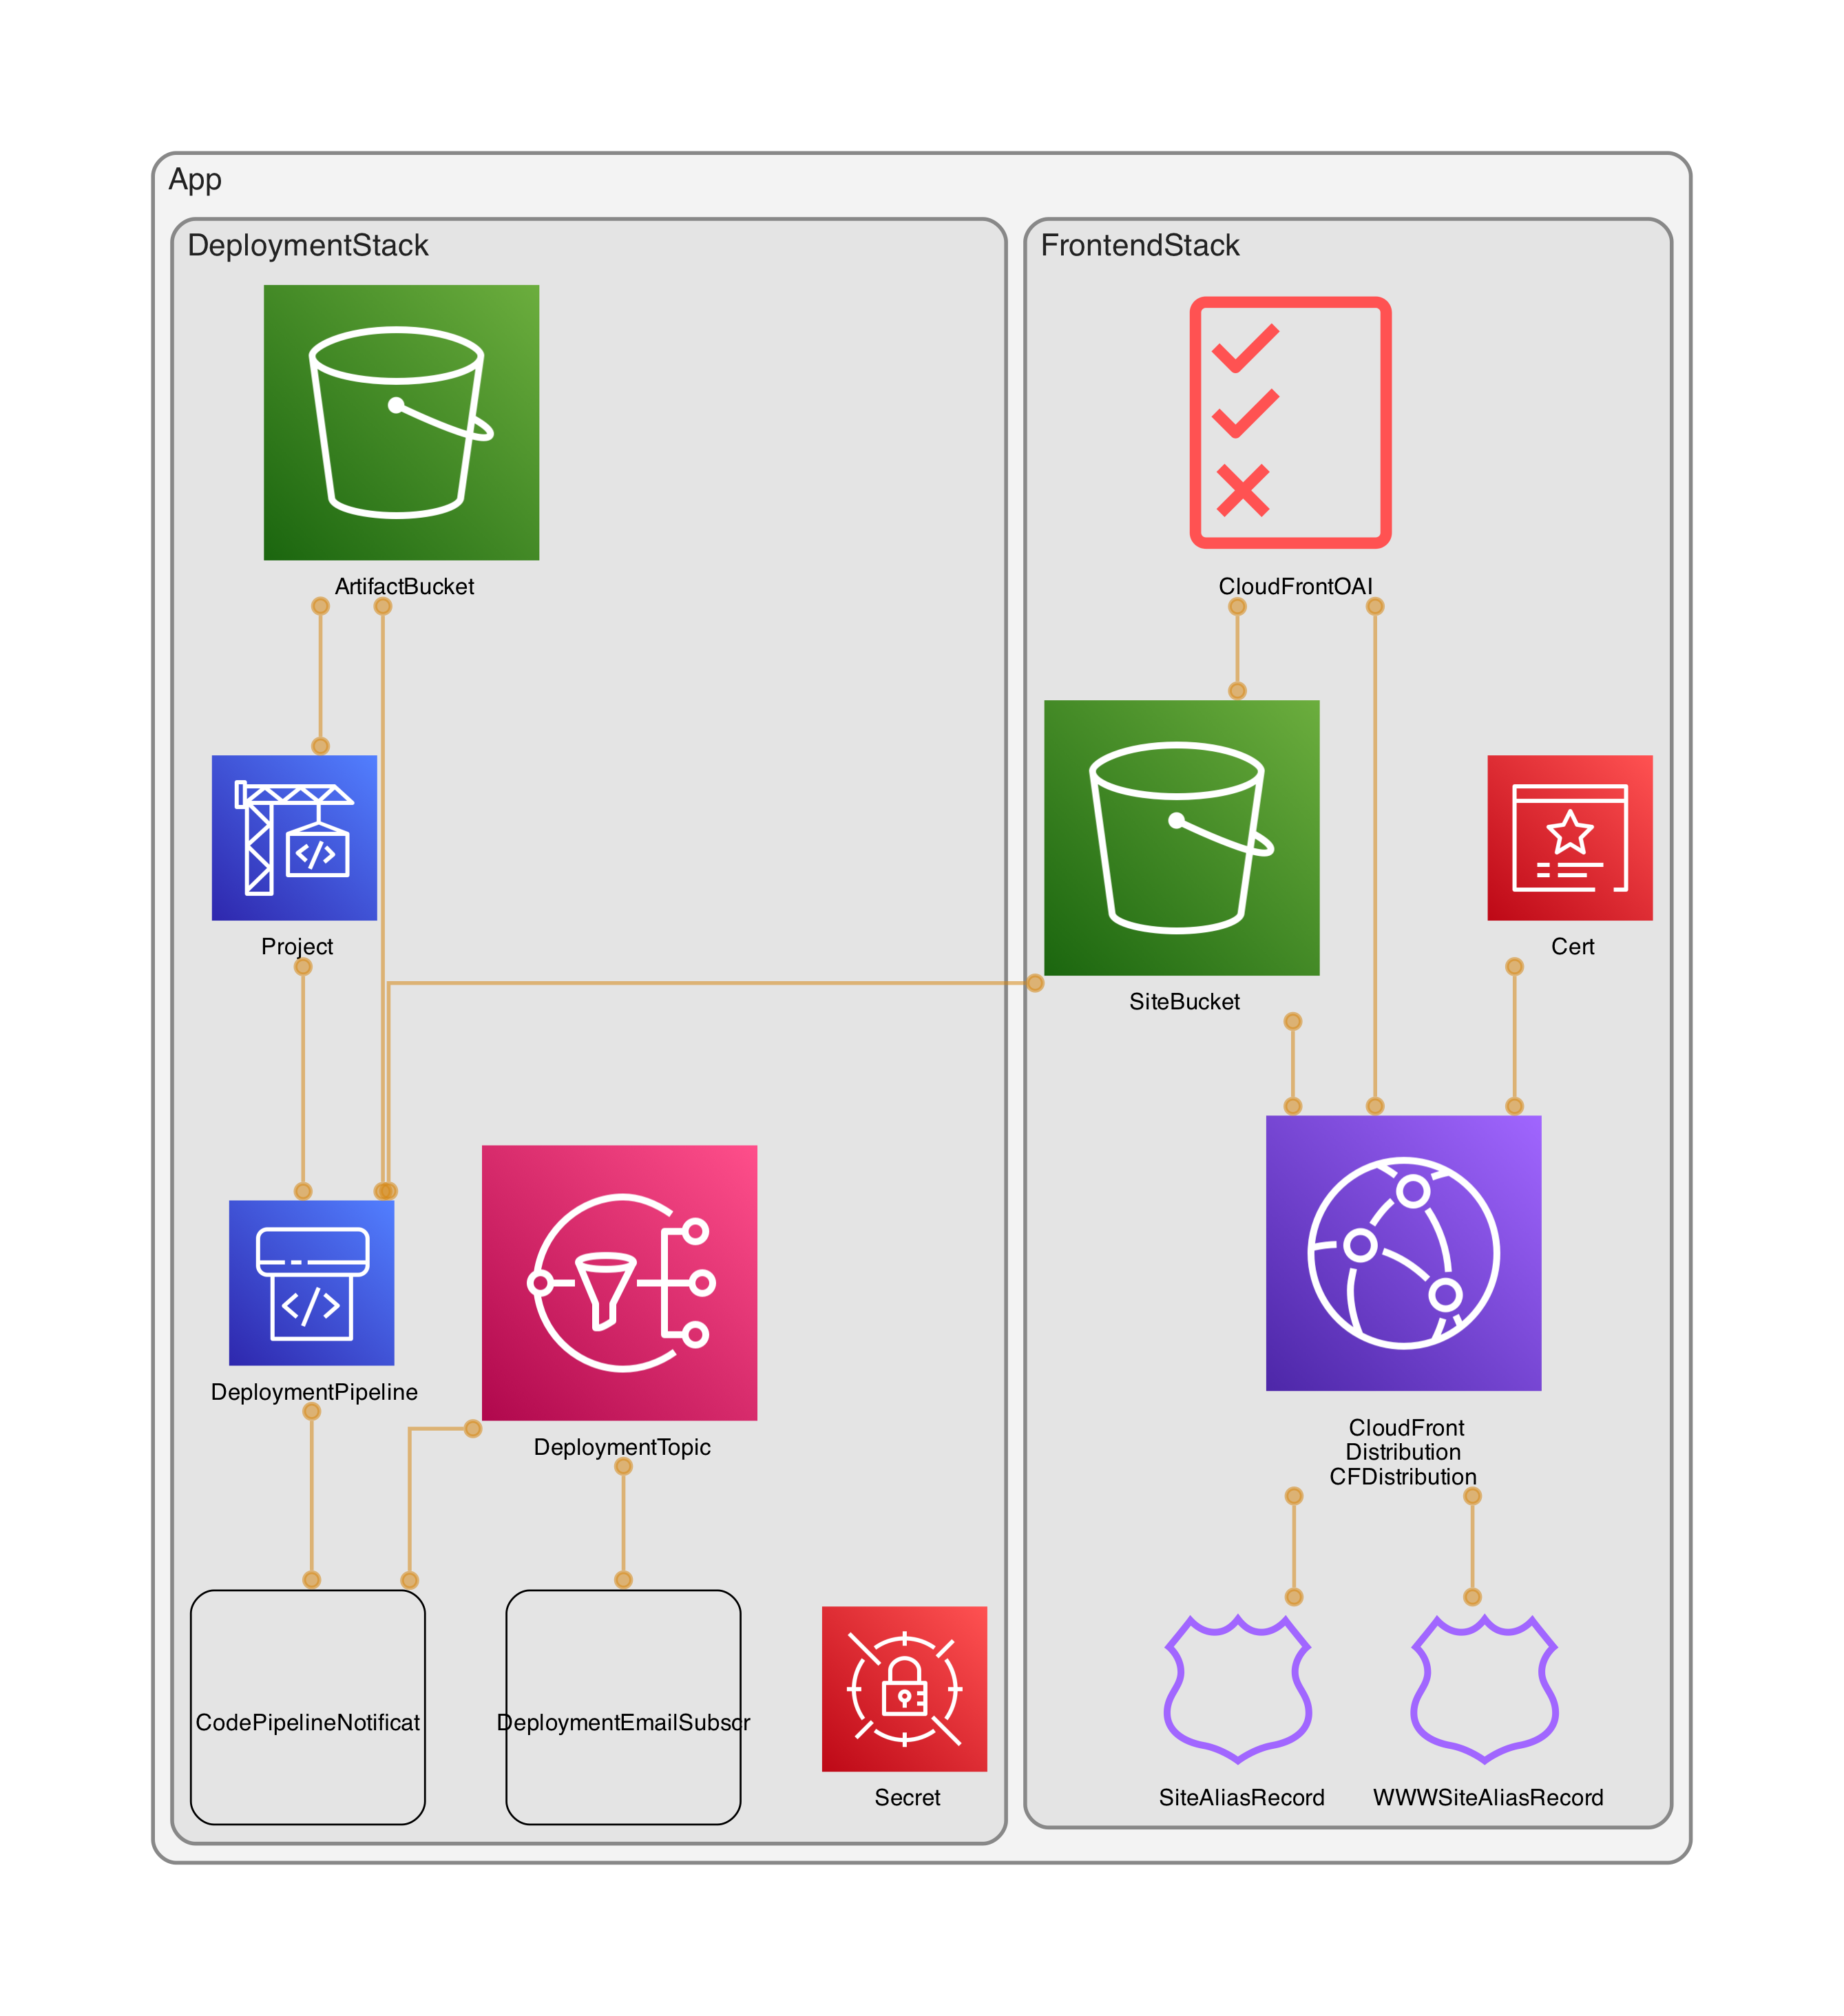 App
DeploymentStack
ArtifactBucket
Project
DeploymentPipeline
DeploymentTopic
CodePipelineNotificat
DeploymentEmailSubscr
Secret
FrontendStack
CloudFrontOAI
SiteBucket
Cert
CloudFront
Distribution
CFDistribution
SiteAliasRecord
WWWSiteAliasRecord